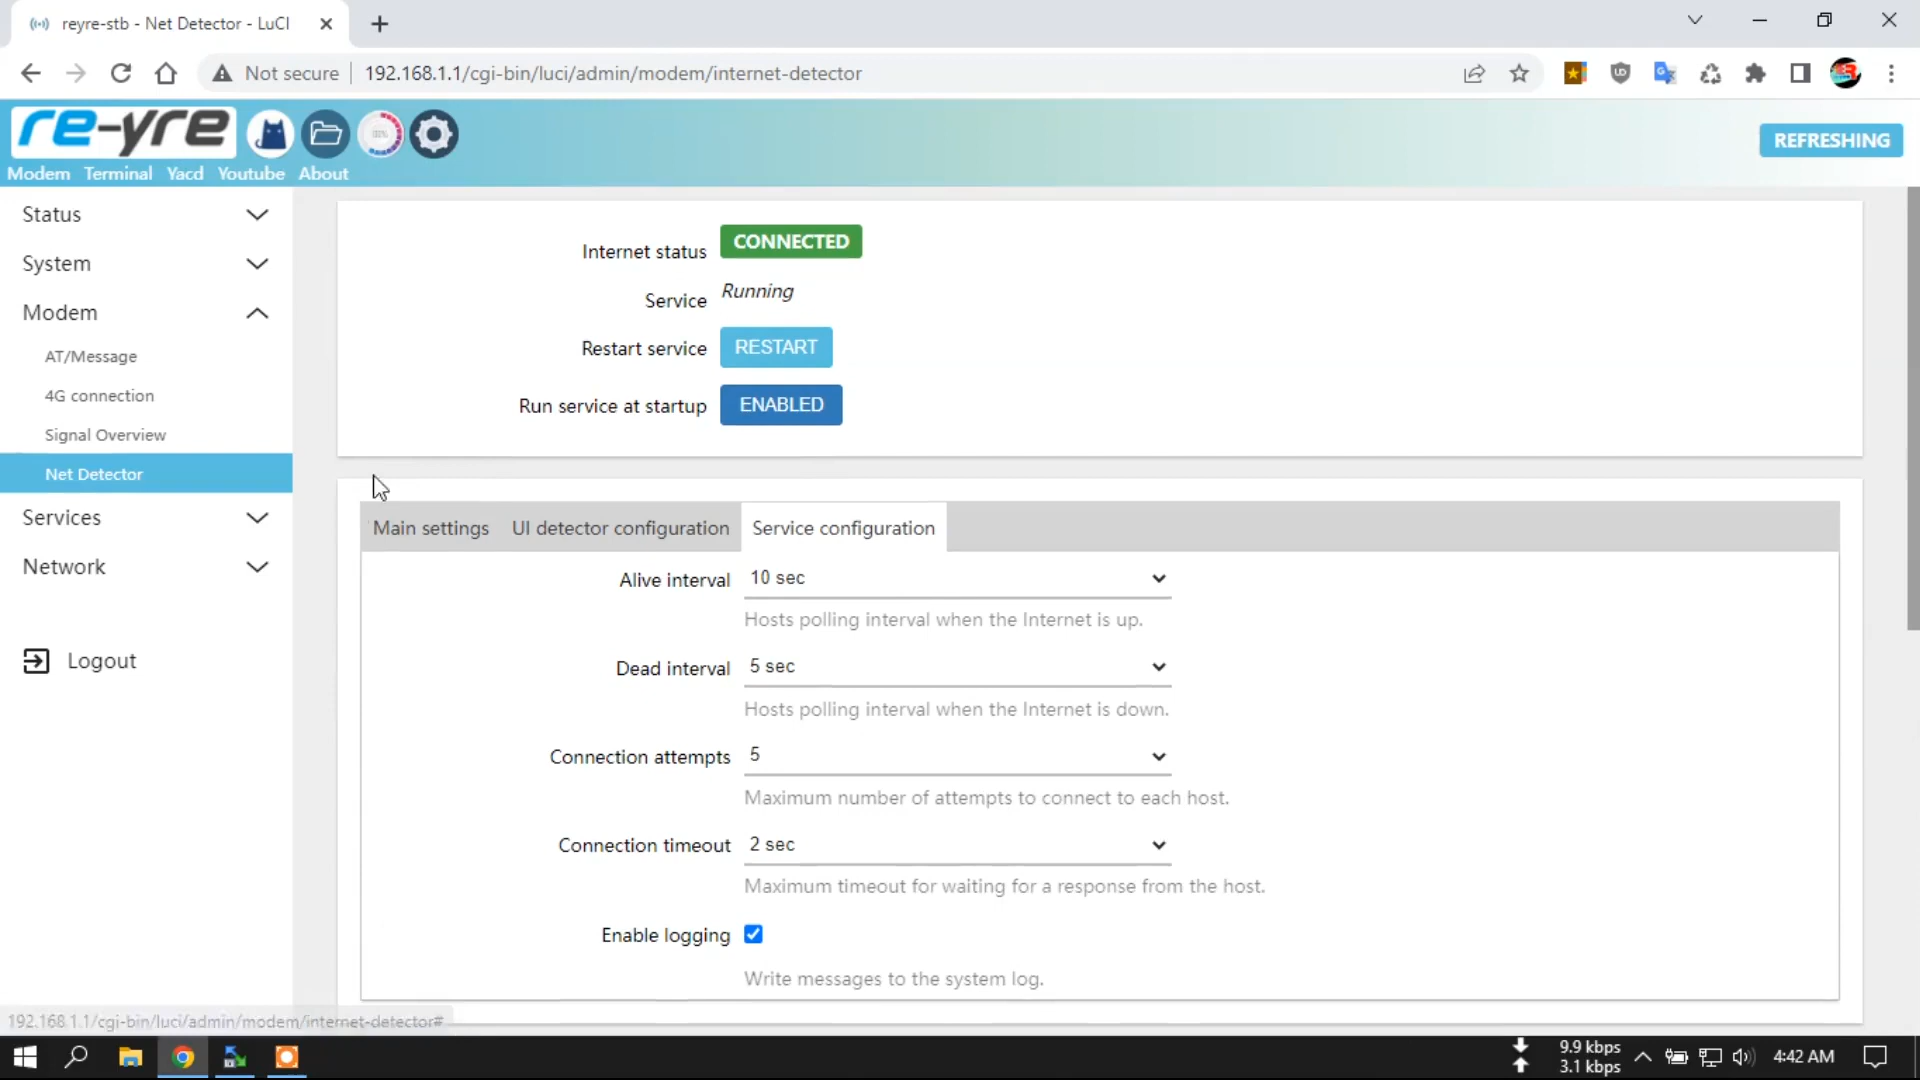 reyre-stb - Net Detector - LuCI
Not secure
192.168.1.1/cgi-bin/luci/admin/modem/internet-detector
re-yre
REFRESHING
Modem Terminal Yacd Youtube About
Status
System
Modem
AT/Message
4G connection
Signal Overview
Net Detector
Services
Network
Logout
Internet status CONNECTED
Service Running
Restart service RESTART
Run service at startup ENABLED
Main settings UI detector configuration Service configuration
Alive interval 10 sec
Hosts polling interval when the Internet is up.
Dead interval 5 sec
Hosts polling interval when the Internet is down.
Connection attempts 5
Maximum number of attempts to connect to each host.
Connection timeout 2 sec
Maximum timeout for waiting for a response from the host.
Enable logging
Write messages to the system log.
192.168.1.1/cgi-bin/luci/admin/modem/internet-detector#
9.9 kbps
3.1 kbps
4:42 AM